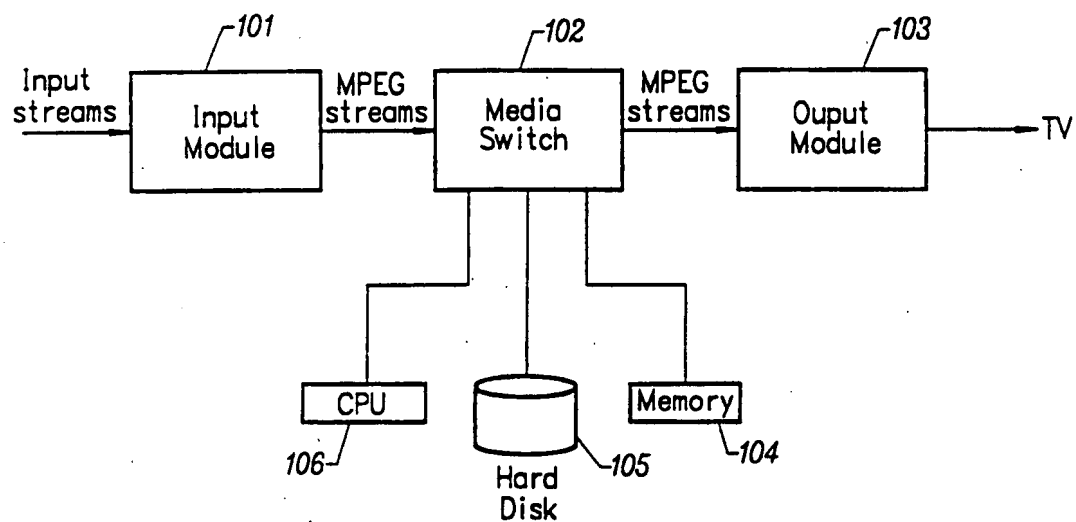 101
102
103
Input
streams
Input
Module
MPEG
streams
Media
Switch
MPEG
streams
Ouput
Module
TV
CPU
106
Hard
Disk
105
Memory
104